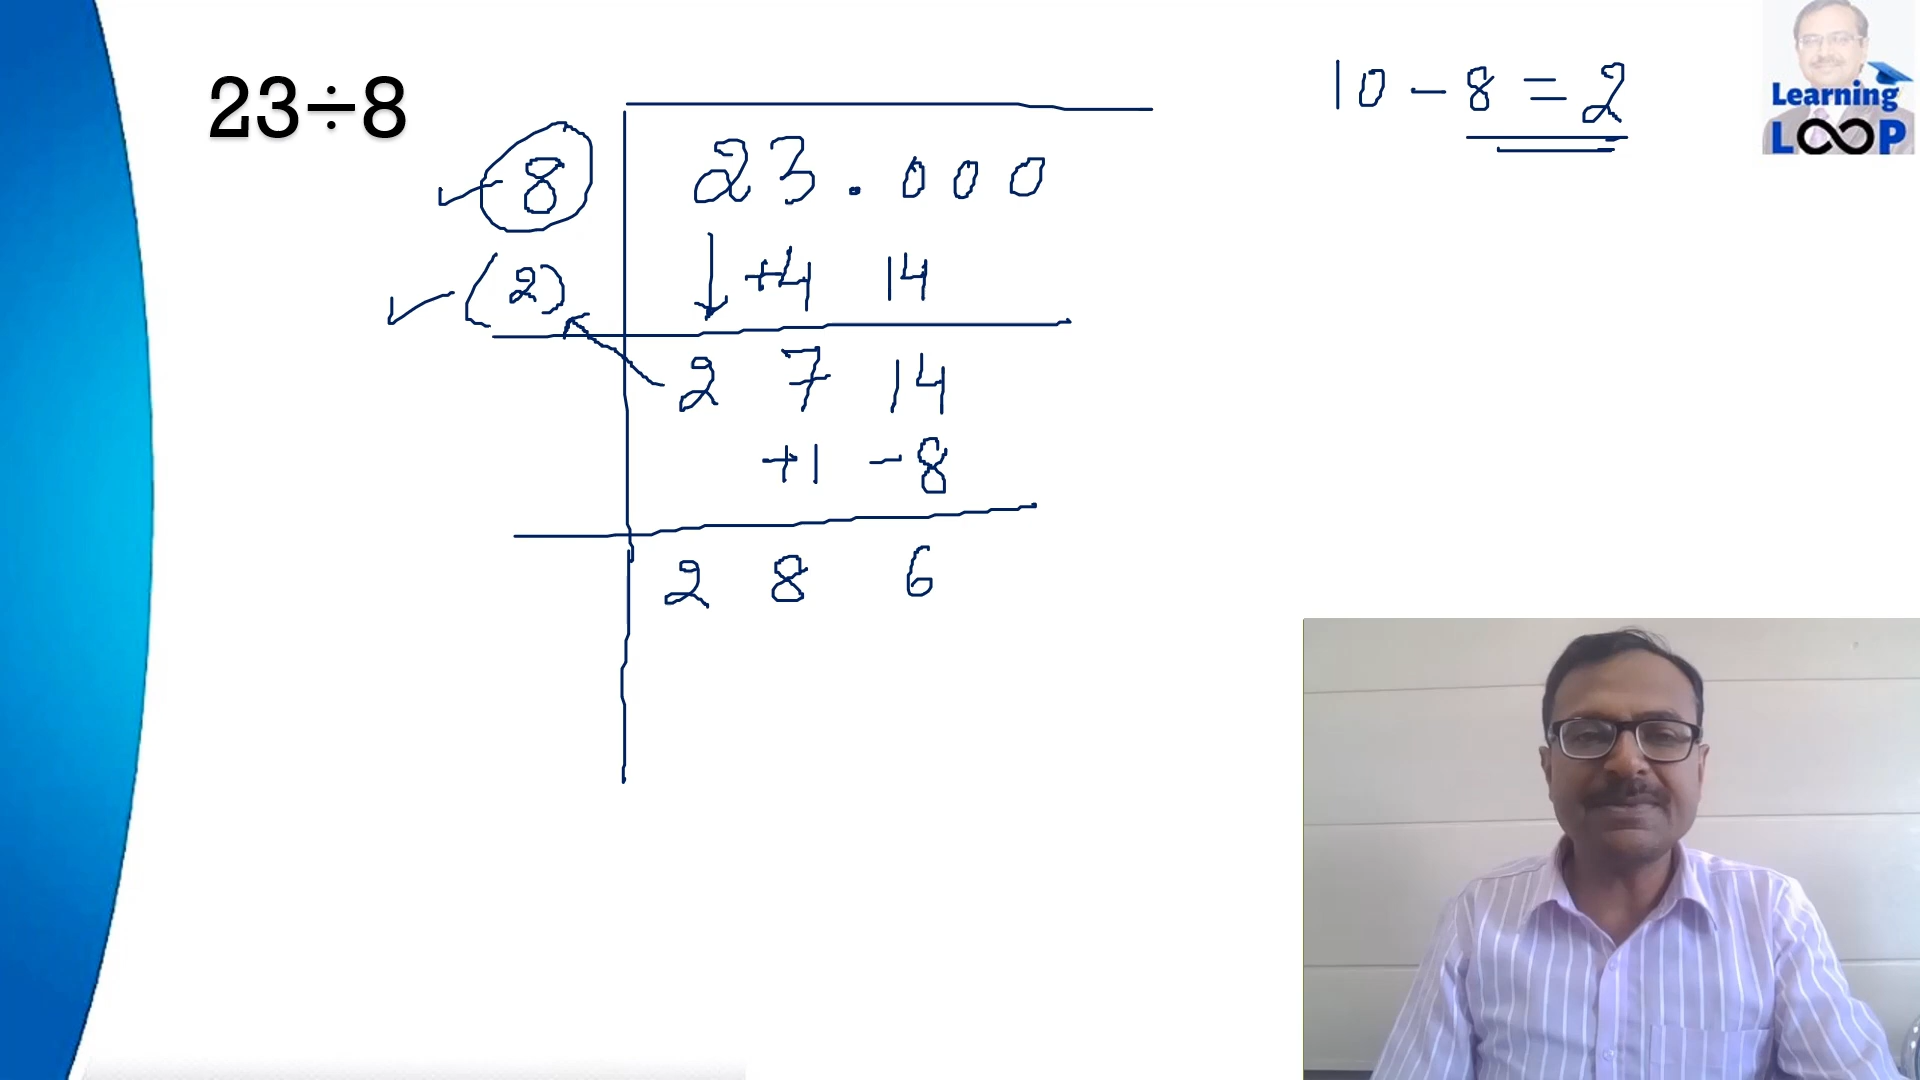 23÷8
10 - 8 = 2
Learning
LOOP
8 23.000
(2) +4 14
2 7 14
+1 -8
2 8 6